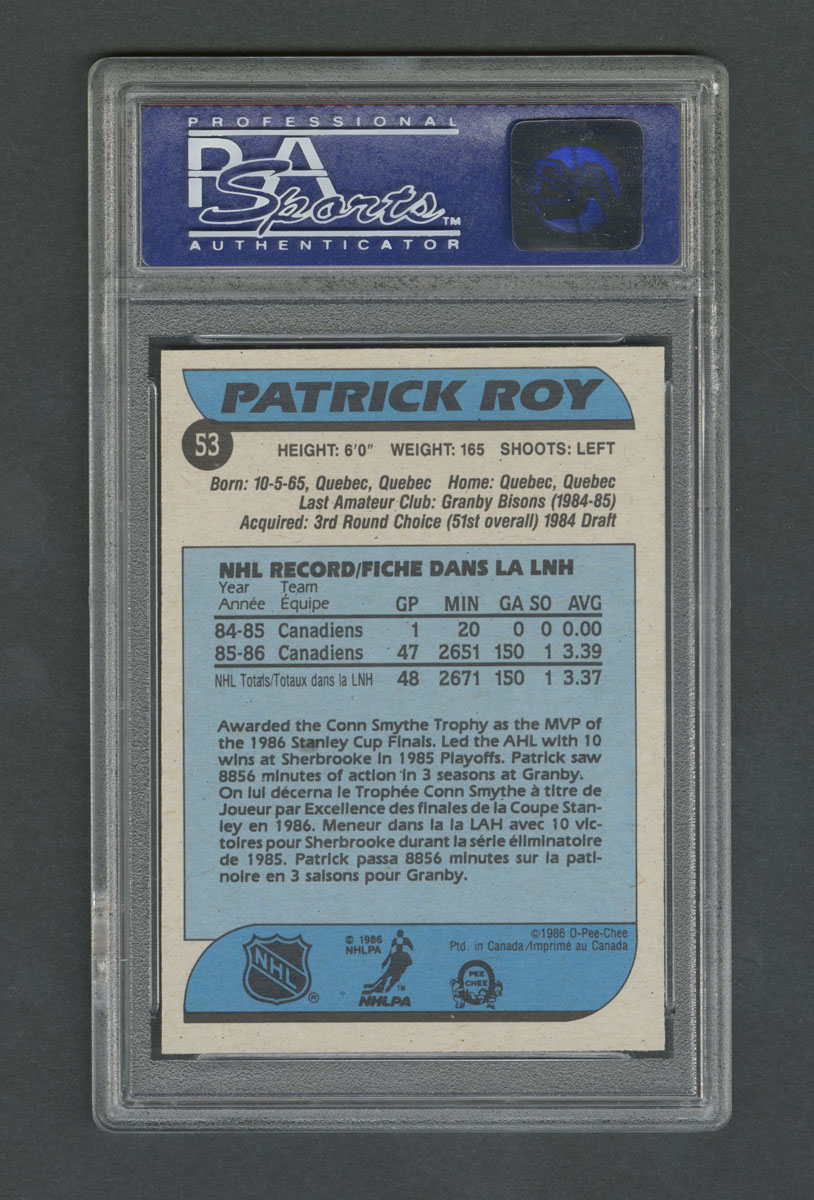 PROFESSIONAL
PSA
Sports™
AUTHENTICATOR
PSA
PATRICK ROY
53
HEIGHT: 6'0" WEIGHT: 165 SHOOTS: LEFT
Born: 10-5-65, Quebec, Quebec Home: Quebec, Quebec
Last Amateur Club: Granby Bisons (1984-85)
Acquired: 3rd Round Choice (51st overall) 1984 Draft
NHL RECORD/FICHE DANS LA LNH
Year Team
Année Équipe GP MIN GA SO AVG
84-85 Canadiens 1 20 0 0 0.00
85-86 Canadiens 47 2651 150 1 3.39
NHL Totals/Totaux dans la LNH 48 2671 150 1 3.37
Awarded the Conn Smythe Trophy as the MVP of
the 1986 Stanley Cup Finals. Led the AHL with 10
wins at Sherbrooke in 1985 Playoffs. Patrick saw
8856 minutes of action in 3 seasons at Granby.
On lui décerna le Trophée Conn Smythe à titre de
Joueur par Excellence des finales de la Coupe Stan-
ley en 1986. Meneur dans la la LAH avec 10 vic-
toires pour Sherbrooke durant la série éliminatoire
de 1985. Patrick passa 8856 minutes sur la pati-
noire en 3 saisons pour Granby.
©1986 O-Pee-Chee
Ptd. in Canada/Imprimé au Canada
NHL ®
© 1986
NHLPA
™
NHLPA
O
PEE
CHEE